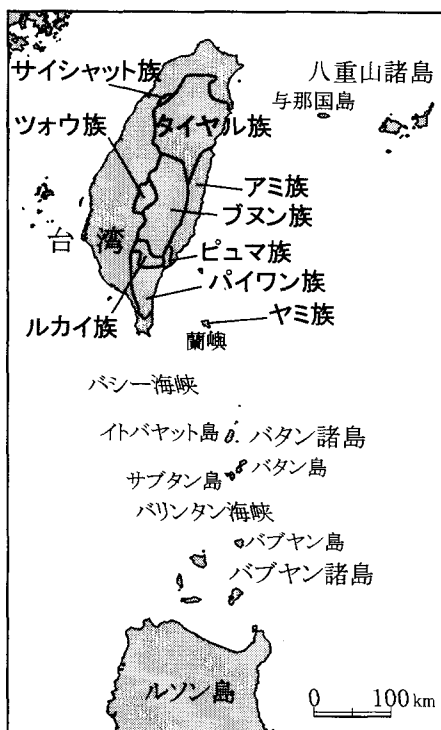 サイシャット族
八重山諸島
与那国島
ツォウ族
タイヤル族
アミ族
ブヌン族
台湾
ピュマ族
パイワン族
ルカイ族
ヤミ族
蘭嶼
バシー海峡
イトバヤット島
バタン諸島
バタン島
サブタン島
バリンタン海峡
バブヤン島
バブヤン諸島
ルソン島
0 100km